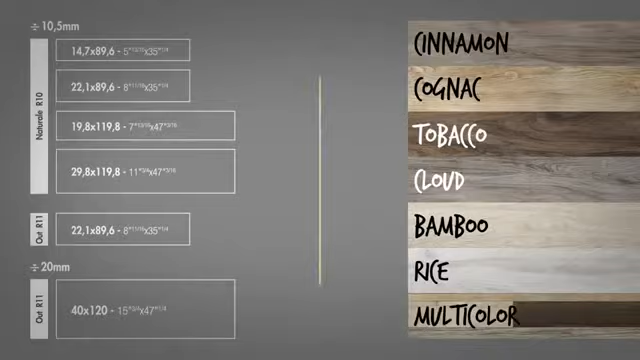 ÷ 10,5mm
Naturale R10
14,7x89,6 -
22,1x89,6 -
19,8x119,8 -
29,8x119,8 -
Out R11
22,1x89,6 -
÷ 20mm
Out R11
40x120 -
CINNAMON
COGNAC
TOBACCO
CLOUD
BAMBOO
RICE
MULTICOLOR